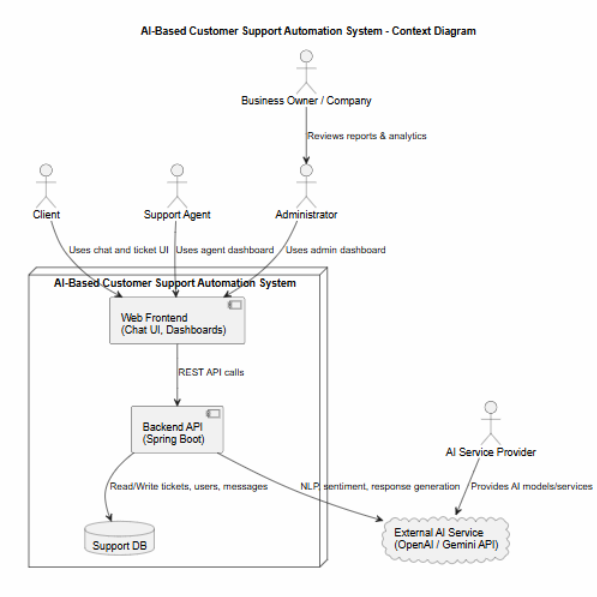 AI-Based Customer Support Automation System - Context Diagram
Business Owner / Company
Reviews reports & analytics
Client
Support Agent
Administrator
Uses chat and ticket UI
Uses agent dashboard
Uses admin dashboard
AI-Based Customer Support Automation System
Web Frontend
(Chat UI, Dashboards)
REST API calls
Backend API
(Spring Boot)
AI Service Provider
Read/Write tickets, users, messages
NLP, sentiment, response generation
Provides AI models/services
Support DB
External AI Service
(OpenAI / Gemini API)